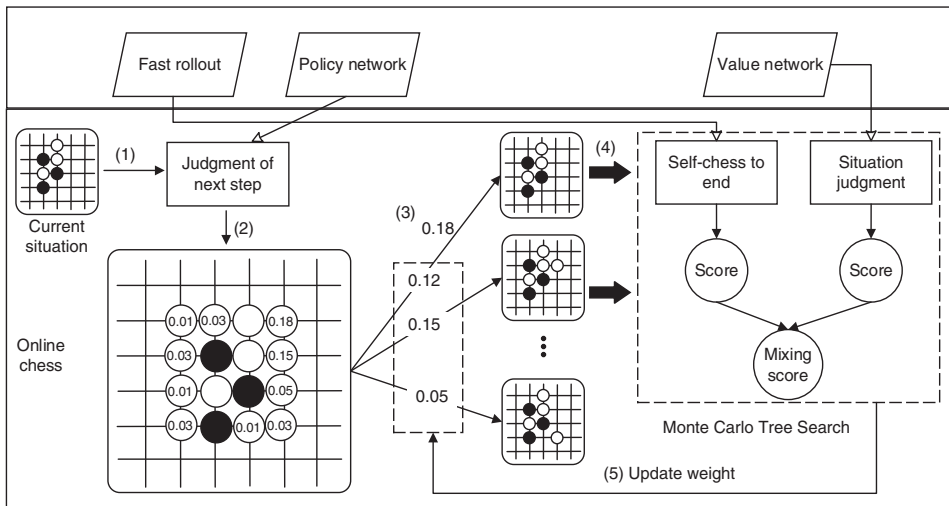 Fast rollout
Policy network
Value network
(1)
Judgment of
next step
Current
situation
(2)
(3)
(4)
Self-chess to
end
Situation
judgment
0.18
0.12
0.15
0.05
Score
Score
Mixing
score
Online
chess
0.01 0.03 0.18
0.03 0.15
0.01 0.05
0.03 0.01 0.03
Monte Carlo Tree Search
(5) Update weight